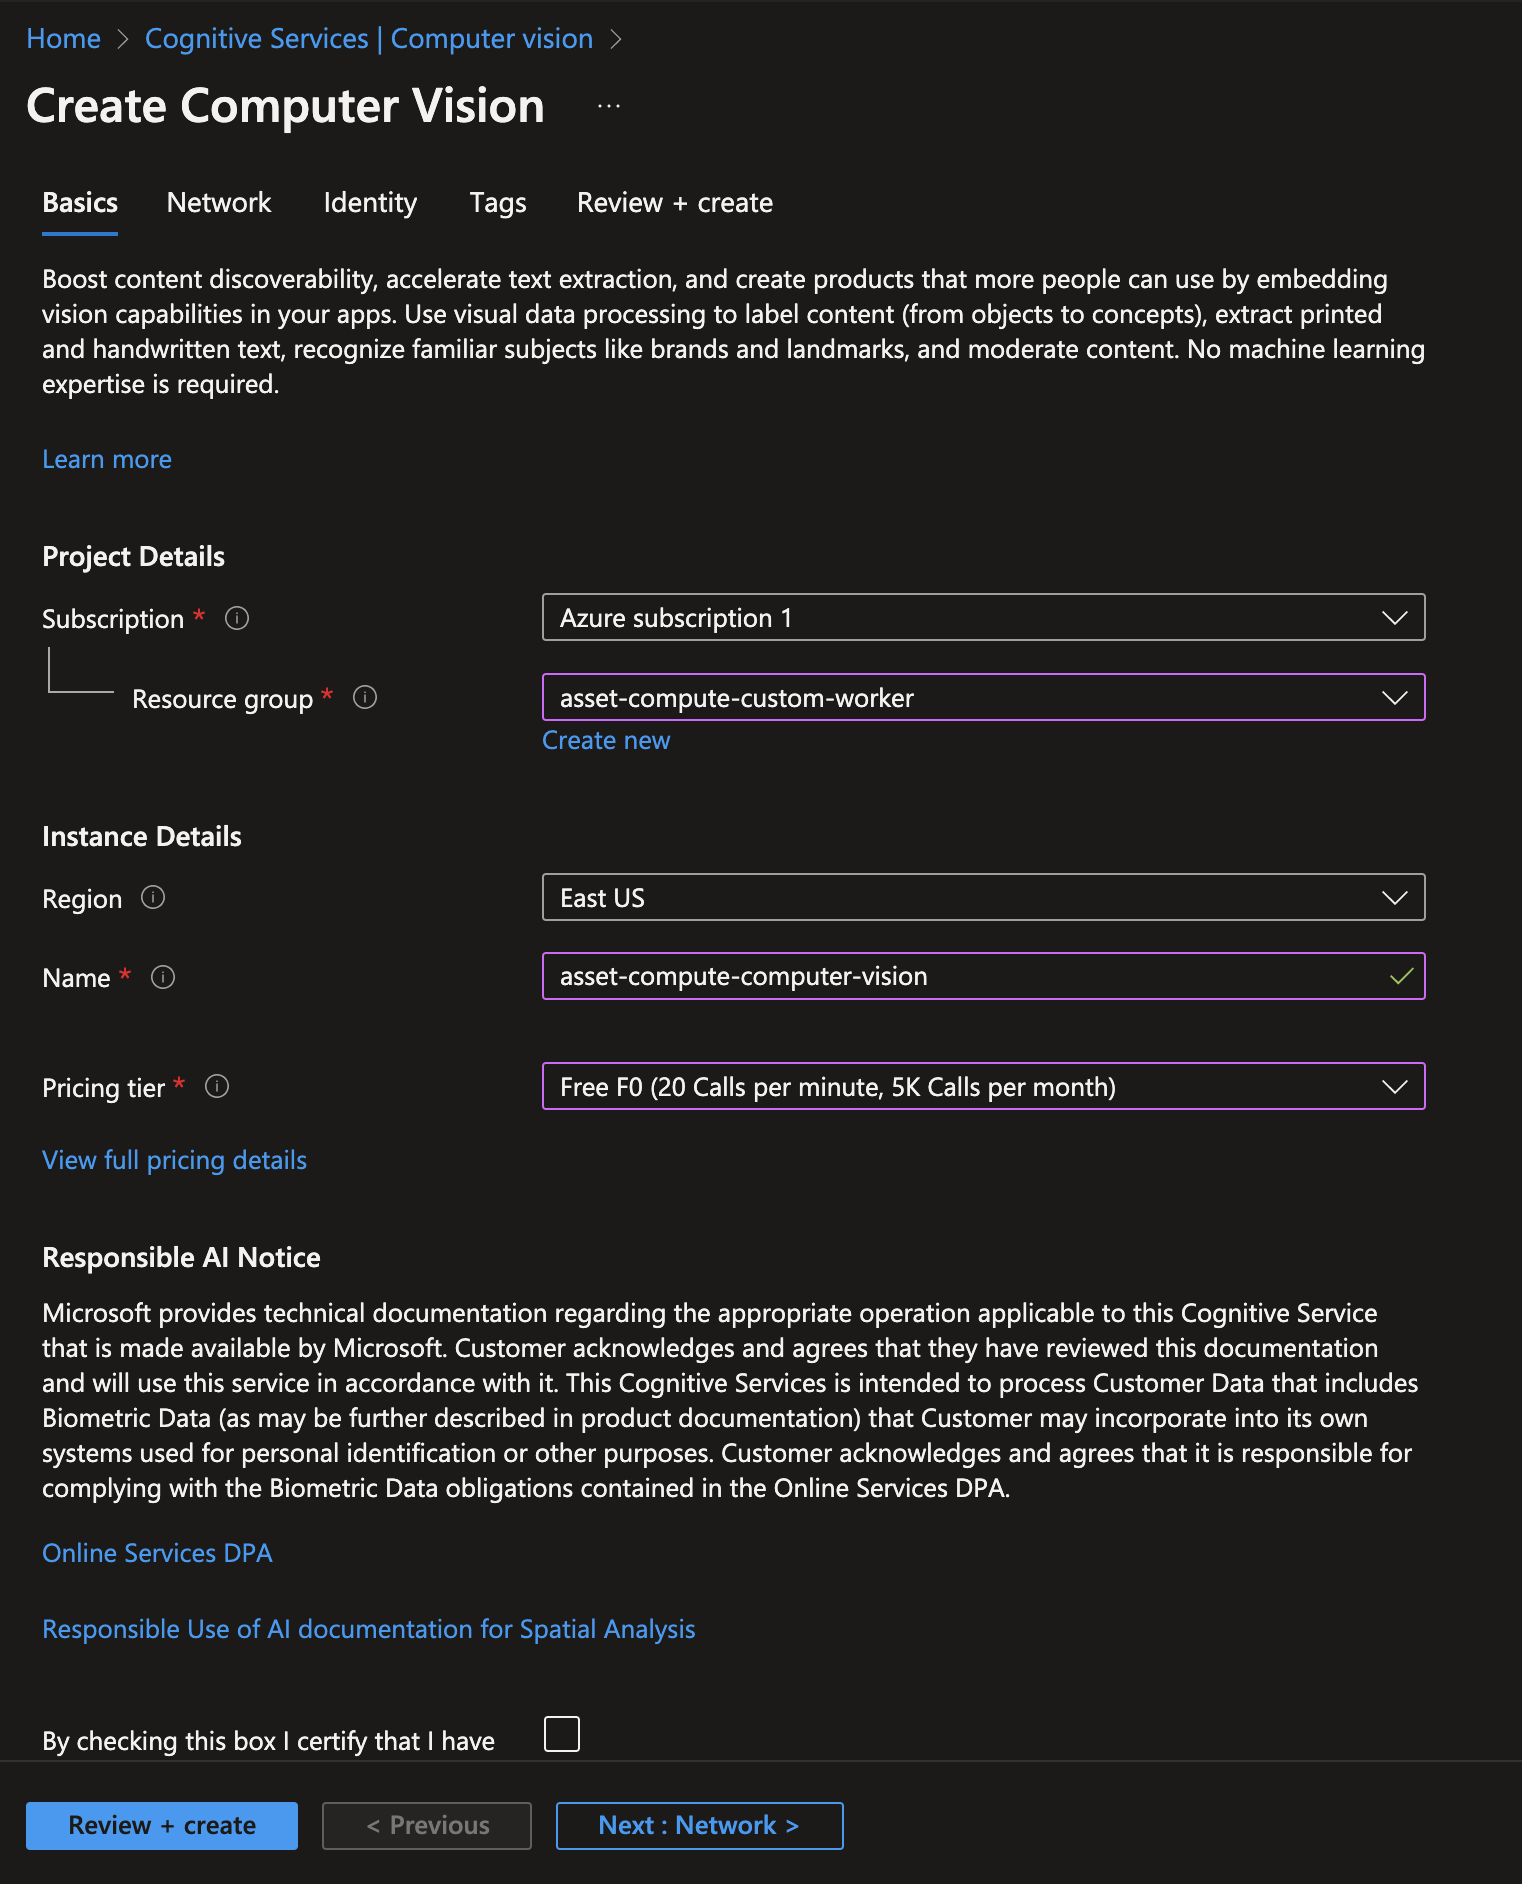 Home > Cognitive Services | Computer vision >
Create Computer Vision ...
Basics Network Identity Tags Review + create
Boost content discoverability, accelerate text extraction, and create products that more people can use by embedding
vision capabilities in your apps. Use visual data processing to label content (from objects to concepts), extract printed
and handwritten text, recognize familiar subjects like brands and landmarks, and moderate content. No machine learning
expertise is required.
Learn more
Project Details
Subscription * Azure subscription 1
Resource group * asset-compute-custom-worker
Create new
Instance Details
Region East US
Name * asset-compute-computer-vision
Pricing tier * Free F0 (20 Calls per minute, 5K Calls per month)
View full pricing details
Responsible AI Notice
Microsoft provides technical documentation regarding the appropriate operation applicable to this Cognitive Service
that is made available by Microsoft. Customer acknowledges and agrees that they have reviewed this documentation
and will use this service in accordance with it. This Cognitive Services is intended to process Customer Data that includes
Biometric Data (as may be further described in product documentation) that Customer may incorporate into its own
systems used for personal identification or other purposes. Customer acknowledges and agrees that it is responsible for
complying with the Biometric Data obligations contained in the Online Services DPA.
Online Services DPA
Responsible Use of AI documentation for Spatial Analysis
By checking this box I certify that I have
Review + create < Previous Next : Network >